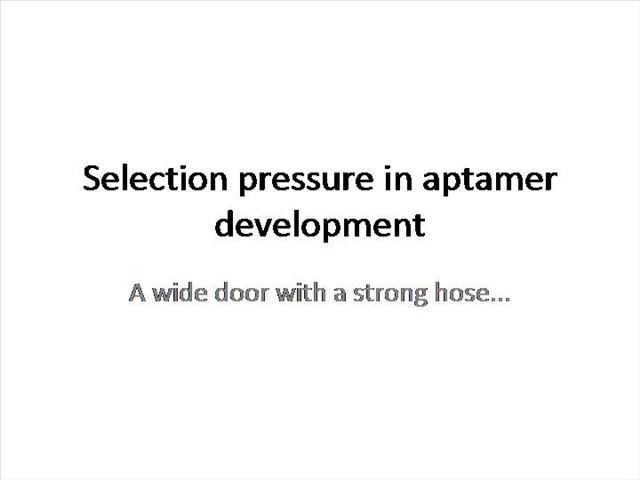 Selection pressure in aptamer
development
A wide door with a strong hose...